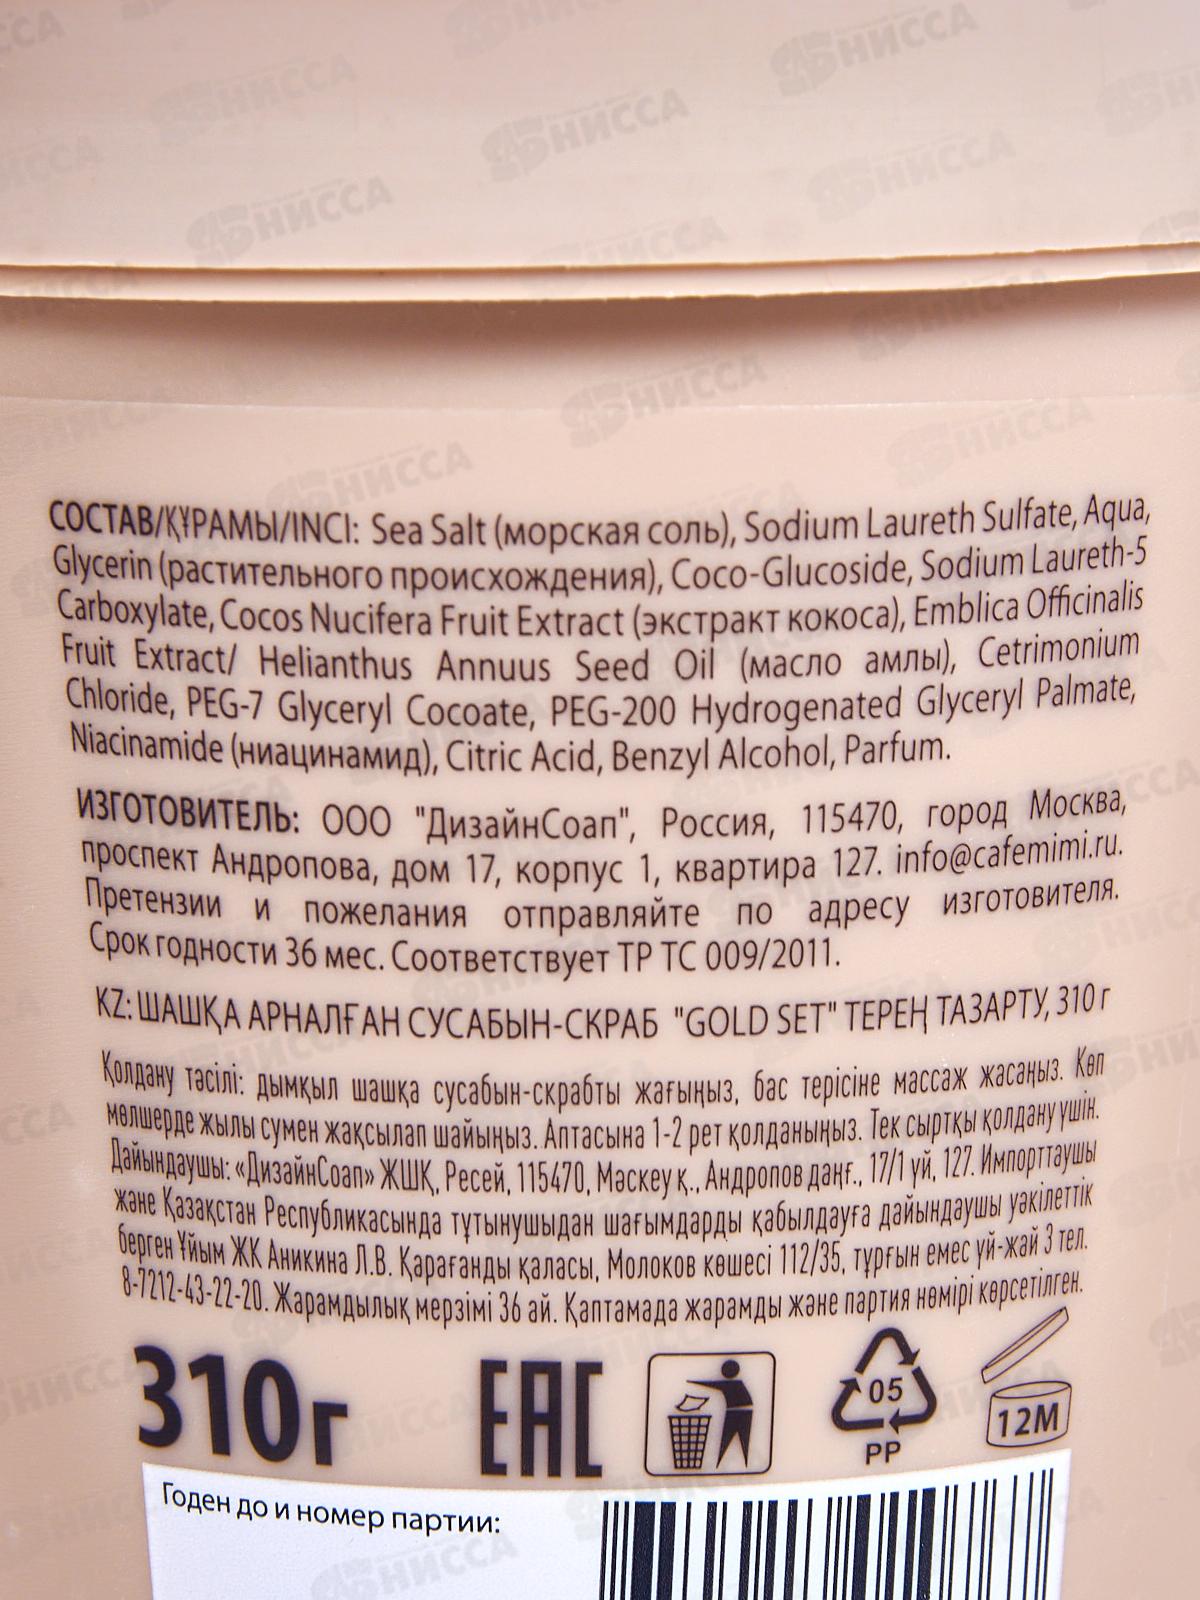 СОСТАВ/ҚҰРАМЫ/INCI: Sea Salt (морская соль), Sodium Laureth Sulfate, Aqua,
Glycerin (растительного происхождения), Coco-Glucoside, Sodium Laureth-5
Carboxylate, Cocos Nucifera Fruit Extract (экстракт кокоса), Emblica Officinalis
Fruit Extract/ Helianthus Annuus Seed Oil (масло амлы), Cetrimonium
Chloride, PEG-7 Glyceryl Cocoate, PEG-200 Hydrogenated Glyceryl Palmate,
Niacinamide (ниацинамид), Citric Acid, Benzyl Alcohol, Parfum.
ИЗГОТОВИТЕЛЬ: ООО "ДизайнСоап", Россия, 115470, город Москва,
проспект Андропова, дом 17, корпус 1, квартира 127. info@cafemimi.ru.
Претензии и пожелания отправляйте по адресу изготовителя.
Срок годности 36 мес. Соответствует ТР ТС 009/2011.
KZ: ШАШҚА АРНАЛҒАН СУСАБЫН-СКРАБ "GOLD SET" ТЕРЕҢ ТАЗАРТУ, 310 г
Қолдану тәсілі: дымқыл шашқа сусабын-скрабты жағыңыз, бас терісіне массаж жасаңыз. Көп
мөлшерде жылы сумен жақсылап шайыңыз. Аптасына 1-2 рет қолданыңыз. Тек сыртқы қолдану үшін.
Дайындаушы: «ДизайнСоап» ЖШҚ, Ресей, 115470, Мәскеу қ., Андропов даңғ., 17/1 үй, 127. Импорттаушы
және Қазақстан Республикасында тұтынушыдан шағымдарды қабылдауға дайындаушы уәкілеттік
берген Ұйым ЖК Аникина Л.В. Қарағанды қаласы, Молоков көшесі 112/35, тұрғын емес үй-жай 3 тел.
8-7212-43-22-20. Жарамдылық мерзімі 36 ай. Қаптамада жарамды және партия нөмірі көрсетілген.
310г EAC 05 PP 12M
Годен до и номер партии: